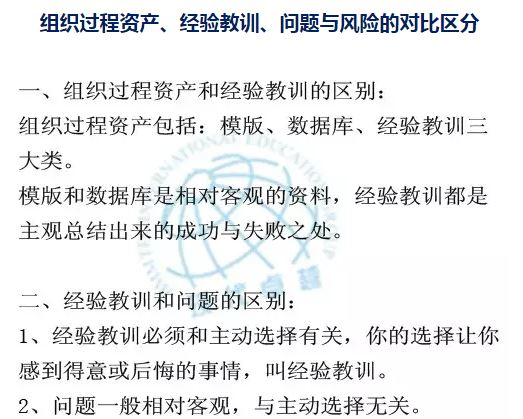 组织过程资产、经验教训、问题与风险的对比区分
一、组织过程资产和经验教训的区别：
组织过程资产包括：模版、数据库、经验教训三
大类。
模版和数据库是相对客观的资料，经验教训都是
主观总结出来的成功与失败之处。
二、经验教训和问题的区别：
1、经验教训必须和主动选择有关，你的选择让你
感到得意或后悔的事情，叫经验教训。
2、问题一般相对客观，与主动选择无关。